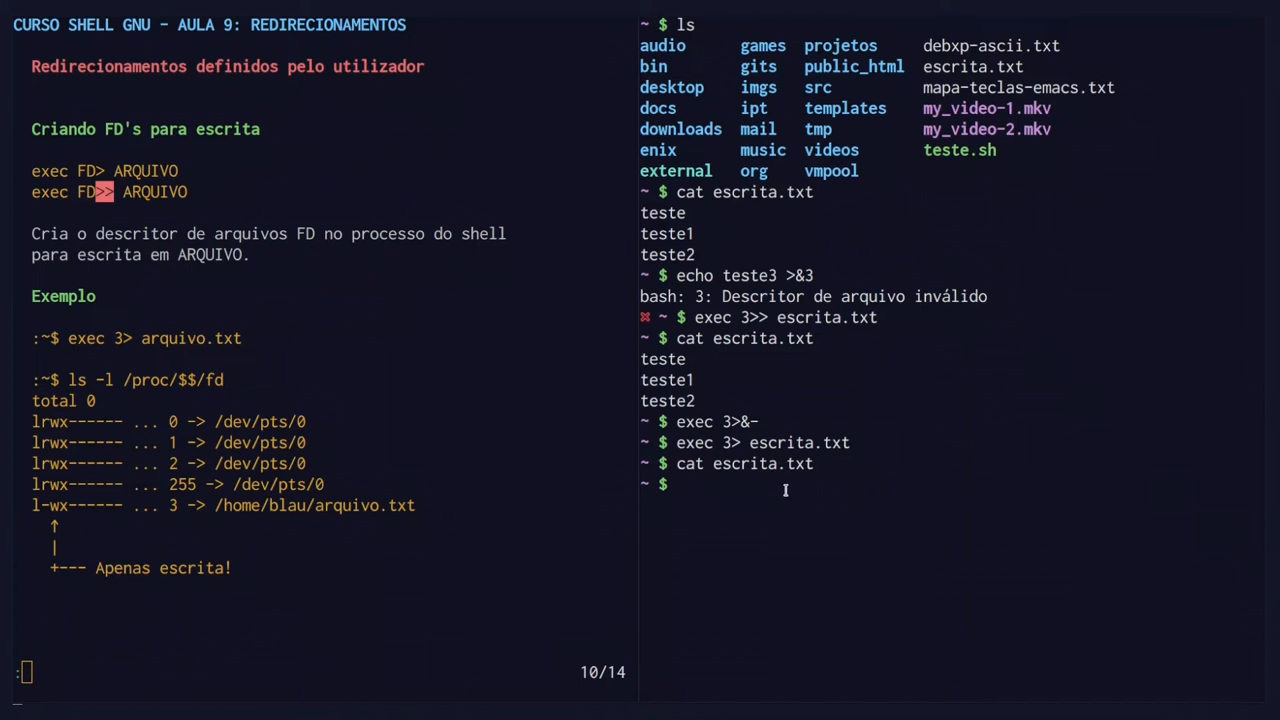 CURSO SHELL GNU - AULA 9: REDIRECIONAMENTOS
Redirecionamentos definidos pelo utilizador
Criando FD's para escrita
exec FD> ARQUIVO
exec FD>> ARQUIVO
Cria o descritor de arquivos FD no processo do shell
para escrita em ARQUIVO.
Exemplo
:~$ exec 3> arquivo.txt
:~$ ls -l /proc/$$/fd
total 0
lrwx------ ... 0 -> /dev/pts/0
lrwx------ ... 1 -> /dev/pts/0
lrwx------ ... 2 -> /dev/pts/0
lrwx------ ... 255 -> /dev/pts/0
l-wx------ ... 3 -> /home/blau/arquivo.txt
↑
|
+--- Apenas escrita!
:
10/14
~ $ ls
audio games projetos debxp-ascii.txt
bin gits public_html escrita.txt
desktop imgs src mapa-teclas-emacs.txt
docs ipt templates my_video-1.mkv
downloads mail tmp my_video-2.mkv
enix music videos teste.sh
external org vmpool
~ $ cat escrita.txt
teste
teste1
teste2
~ $ echo teste3 >&3
bash: 3: Descritor de arquivo inválido
✖ ~ $ exec 3>> escrita.txt
~ $ cat escrita.txt
teste
teste1
teste2
~ $ exec 3>&-
~ $ exec 3> escrita.txt
~ $ cat escrita.txt
~ $